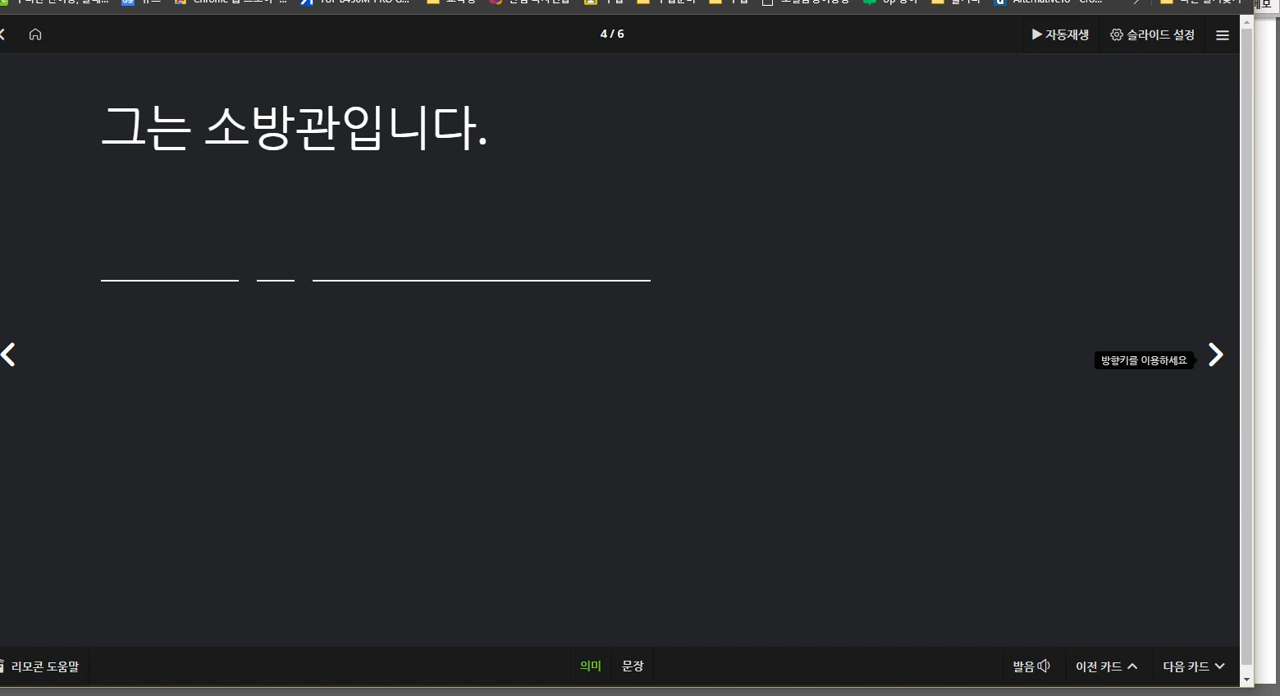 4 / 6
자동재생
슬라이드 설정
그는 소방관입니다.
방향키를 이용하세요
리모콘 도움말
의미
문장
발음
이전 카드
다음 카드